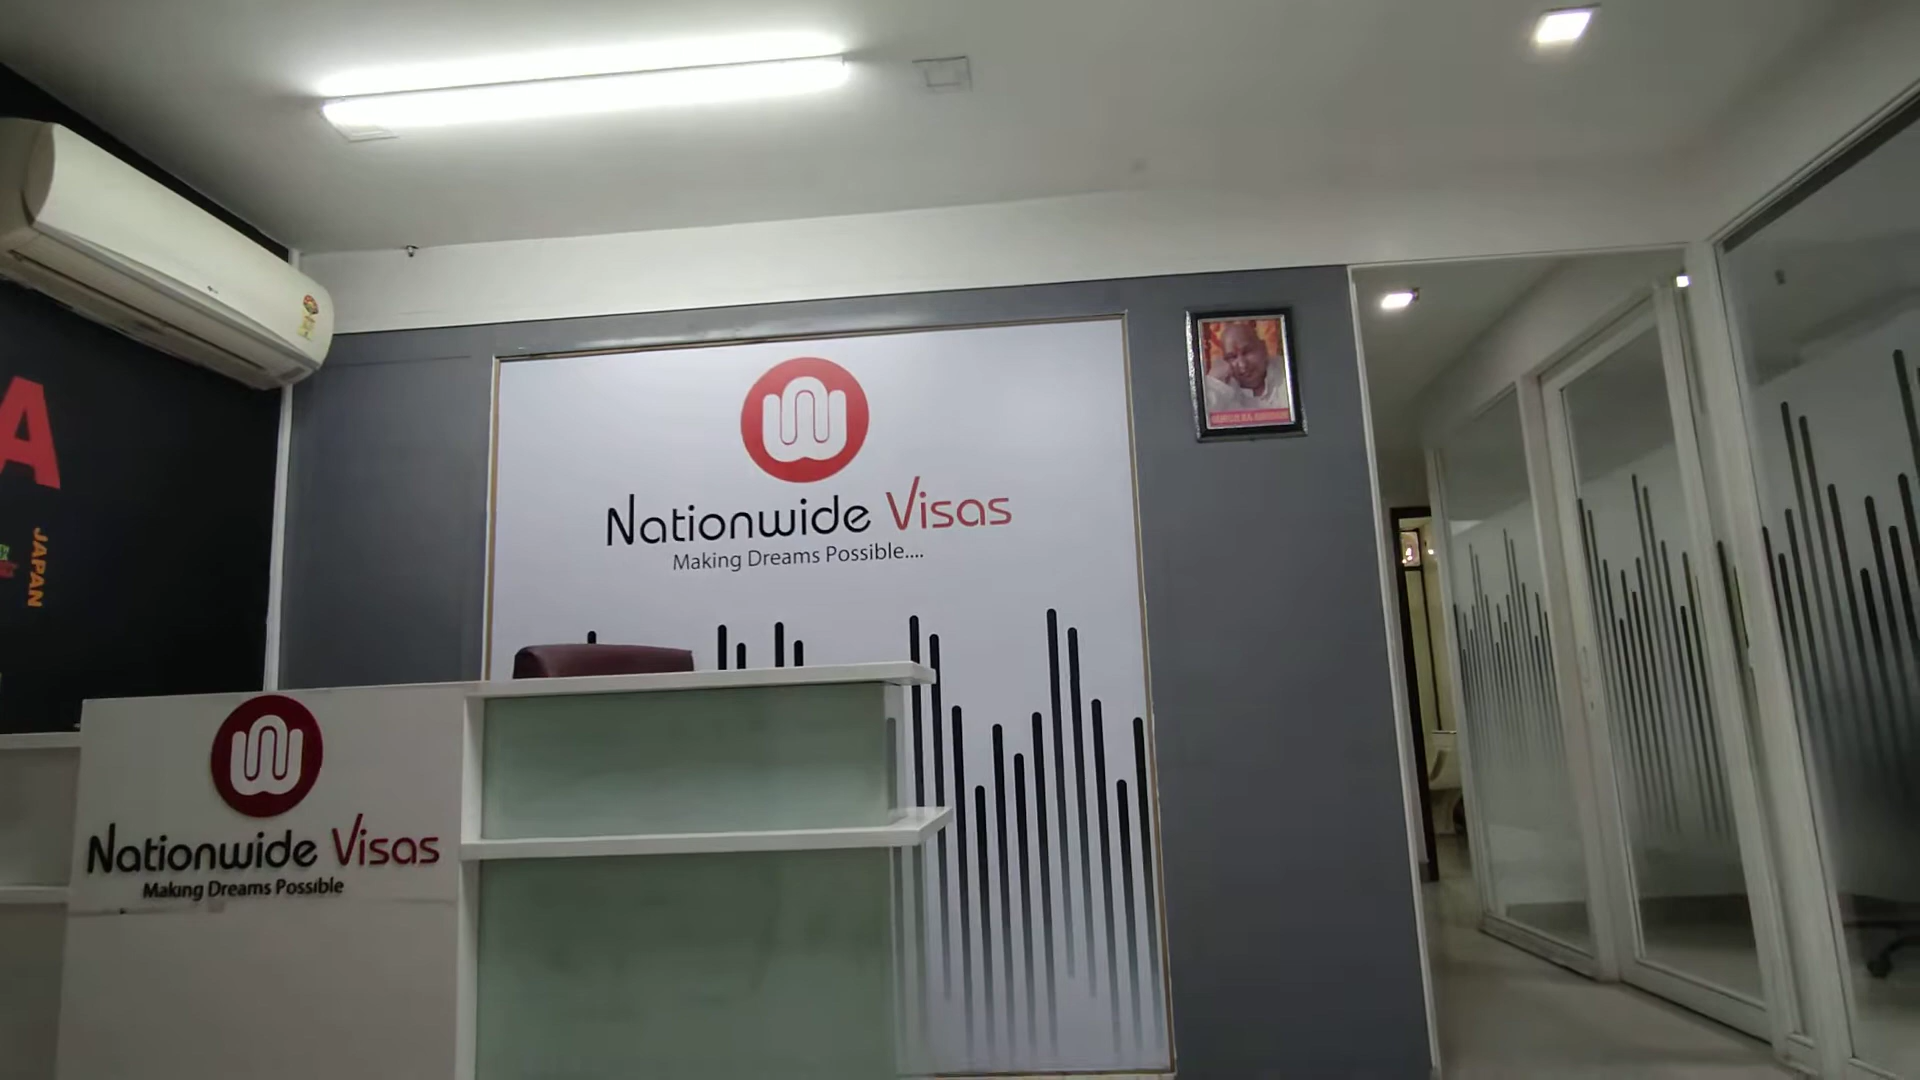 A
JAPAN
Nationwide Visas
Making Dreams Possible....
Nationwide Visas
Making Dreams Possible